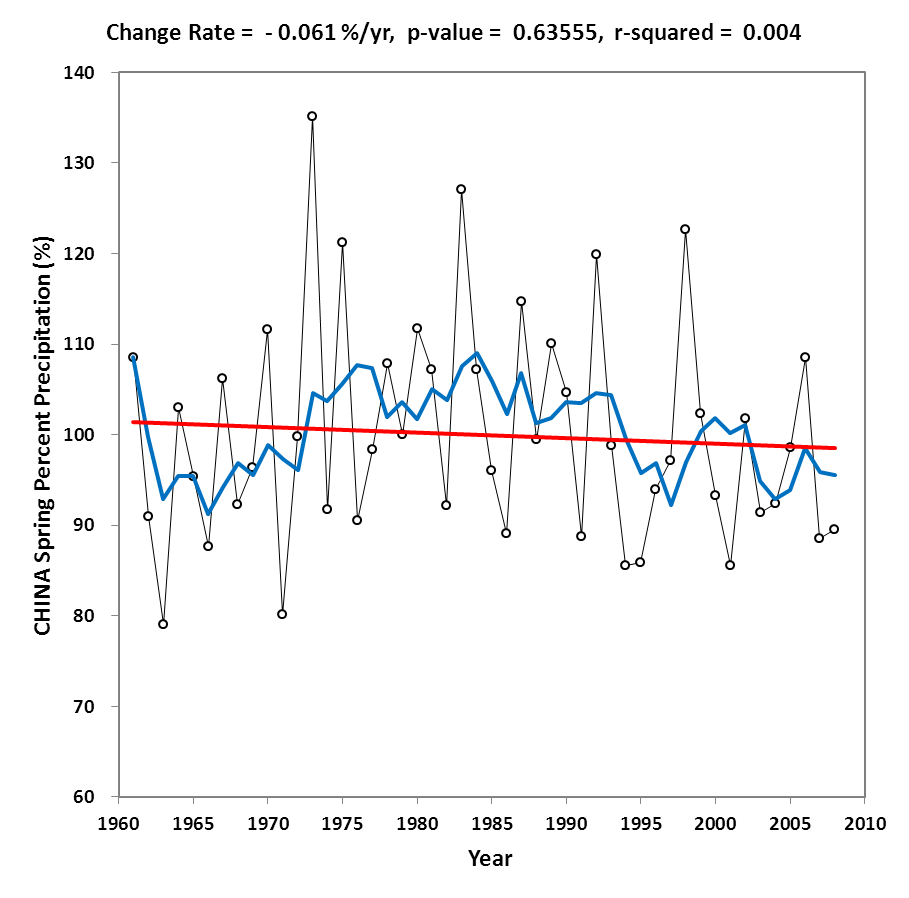 Change Rate = - 0.061 %/yr, p-value = 0.63555, r-squared = 0.004
CHINA Spring Percent Precipitation (%)
140
130
120
110
100
90
80
70
60
1960 1965 1970 1975 1980 1985 1990 1995 2000 2005 2010
Year